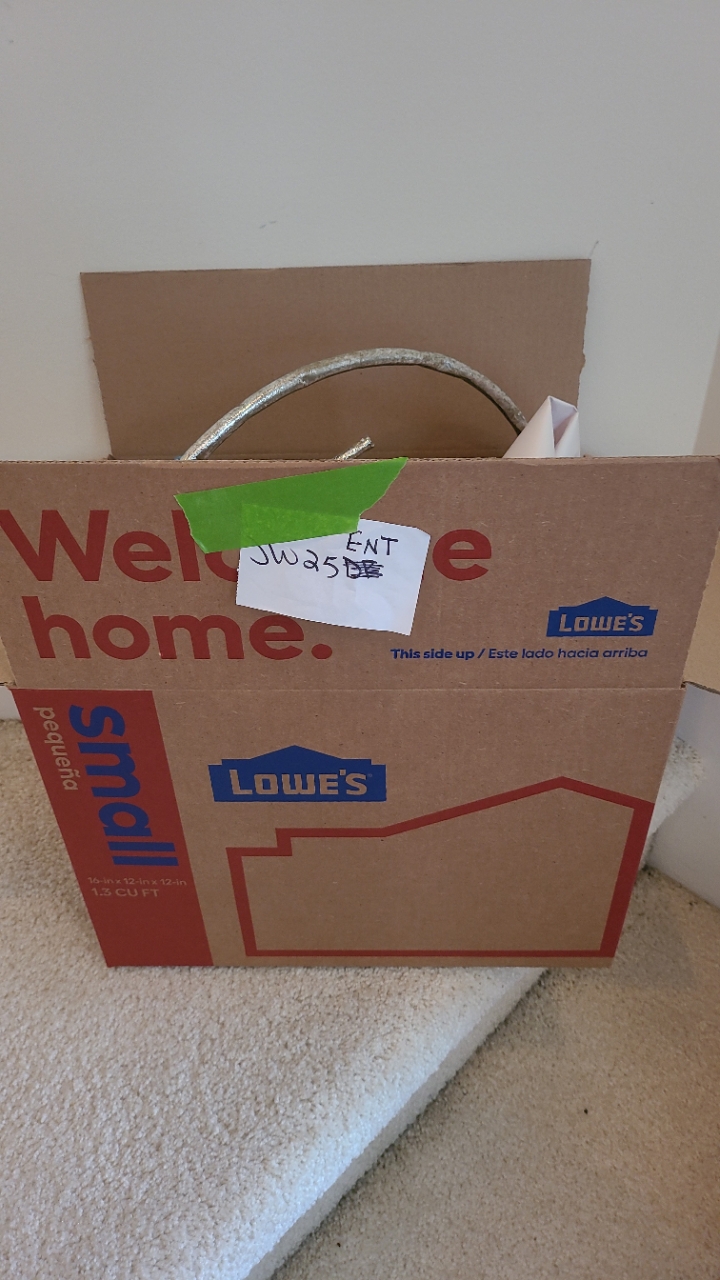 Wel e
home.
ENT
JW25
LOWE'S
This side up / Este lado hacia arriba
small
pequeña
16-in x 12-in x 12-in
1.3 CU FT
LOWE'S